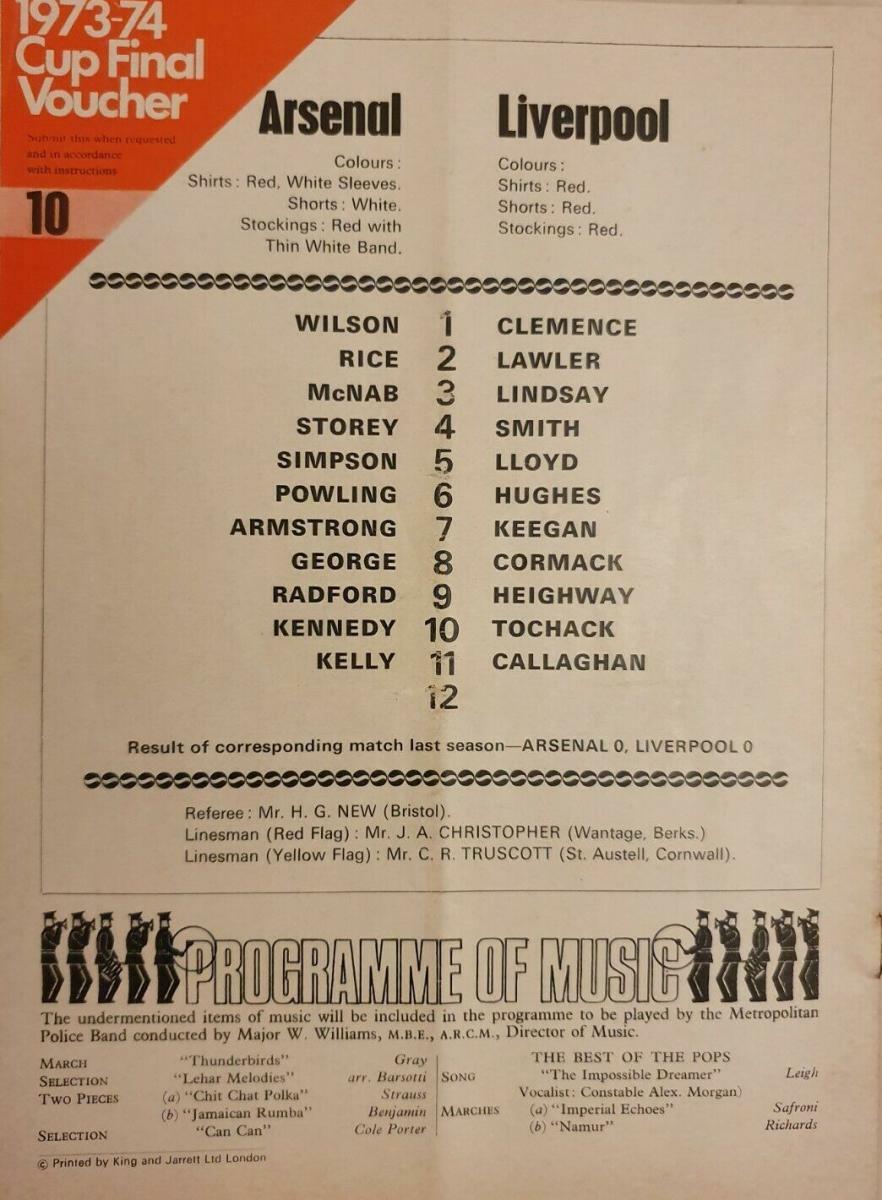 1973-74
Cup Final
Voucher
Submit this when requested
and in accordance
with instructions
10
Arsenal
Colours :
Shirts : Red, White Sleeves.
Shorts : White.
Stockings : Red with
Thin White Band.
Liverpool
Colours :
Shirts : Red.
Shorts : Red.
Stockings : Red.
WILSON 1 CLEMENCE
RICE 2 LAWLER
McNAB 3 LINDSAY
STOREY 4 SMITH
SIMPSON 5 LLOYD
POWLING 6 HUGHES
ARMSTRONG 7 KEEGAN
GEORGE 8 CORMACK
RADFORD 9 HEIGHWAY
KENNEDY 10 TOCHACK
KELLY 11 CALLAGHAN
12
Result of corresponding match last season—ARSENAL 0, LIVERPOOL 0
Referee : Mr. H. G. NEW (Bristol).
Linesman (Red Flag) : Mr. J. A. CHRISTOPHER (Wantage, Berks.)
Linesman (Yellow Flag) : Mr. C. R. TRUSCOTT (St. Austell, Cornwall).
PROGRAMME OF MUSIC
The undermentioned items of music will be included in the programme to be played by the Metropolitan
Police Band conducted by Major W. Williams, M.B.E., A.R.C.M., Director of Music.
MARCH "Thunderbirds" Gray
SELECTION "Lehar Melodies" arr. Barsotti
TWO PIECES (a) "Chit Chat Polka" Strauss
(b) "Jamaican Rumba" Benjamin
SELECTION "Can Can" Cole Porter
THE BEST OF THE POPS
SONG "The Impossible Dreamer" Leigh
Vocalist: Constable Alex. Morgan)
MARCHES (a) "Imperial Echoes" Safroni
(b) "Namur" Richards
© Printed by King and Jarrett Ltd London